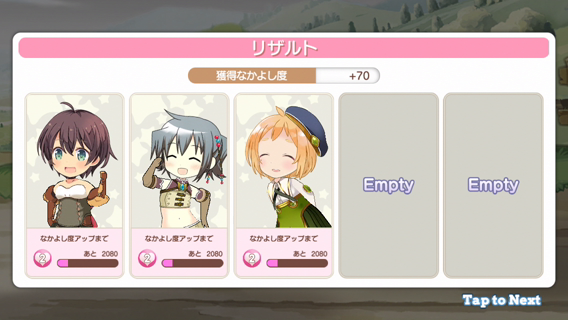 リザルト
獲得なかよし度 +70
なかよし度アップまで
2 あと 2080
なかよし度アップまで
2 あと 2080
なかよし度アップまで
2 あと 2080
Empty
Empty
Tap to Next